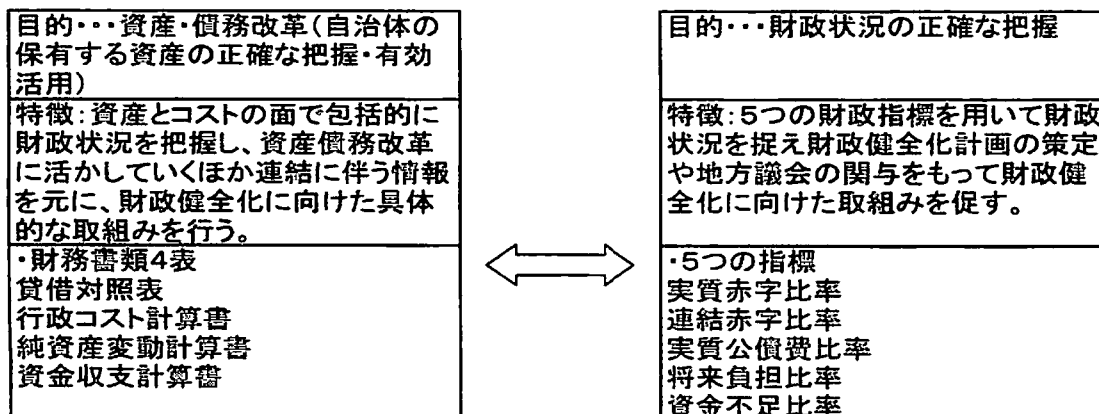 目的・・・資産・債務改革（自治体の
保有する資産の正確な把握・有効
活用）
特徴：資産とコストの面で包括的に
財政状況を把握し、資産債務改革
に活かしていくほか連結に伴う情報
を元に、財政健全化に向けた具体
的な取組みを行う。
・財務書類4表
貸借対照表
行政コスト計算書
純資産変動計算書
資金収支計算書
目的・・・財政状況の正確な把握
特徴：5つの財政指標を用いて財政
状況を捉え財政健全化計画の策定
や地方議会の関与をもって財政健
全化に向けた取組みを促す。
・5つの指標
実質赤字比率
連結赤字比率
実質公債費比率
将来負担比率
資金不足比率